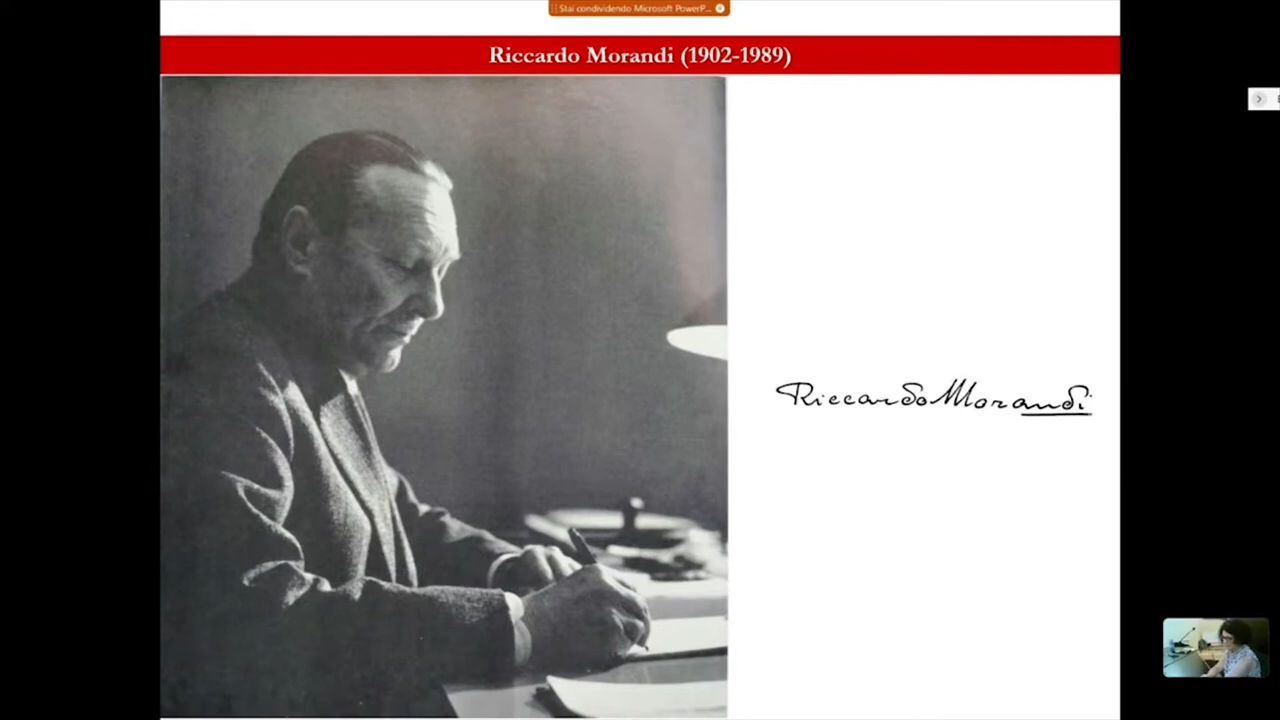 Stai condividendo Microsoft PowerP...
Riccardo Morandi (1902-1989)
Riccardo Morandi